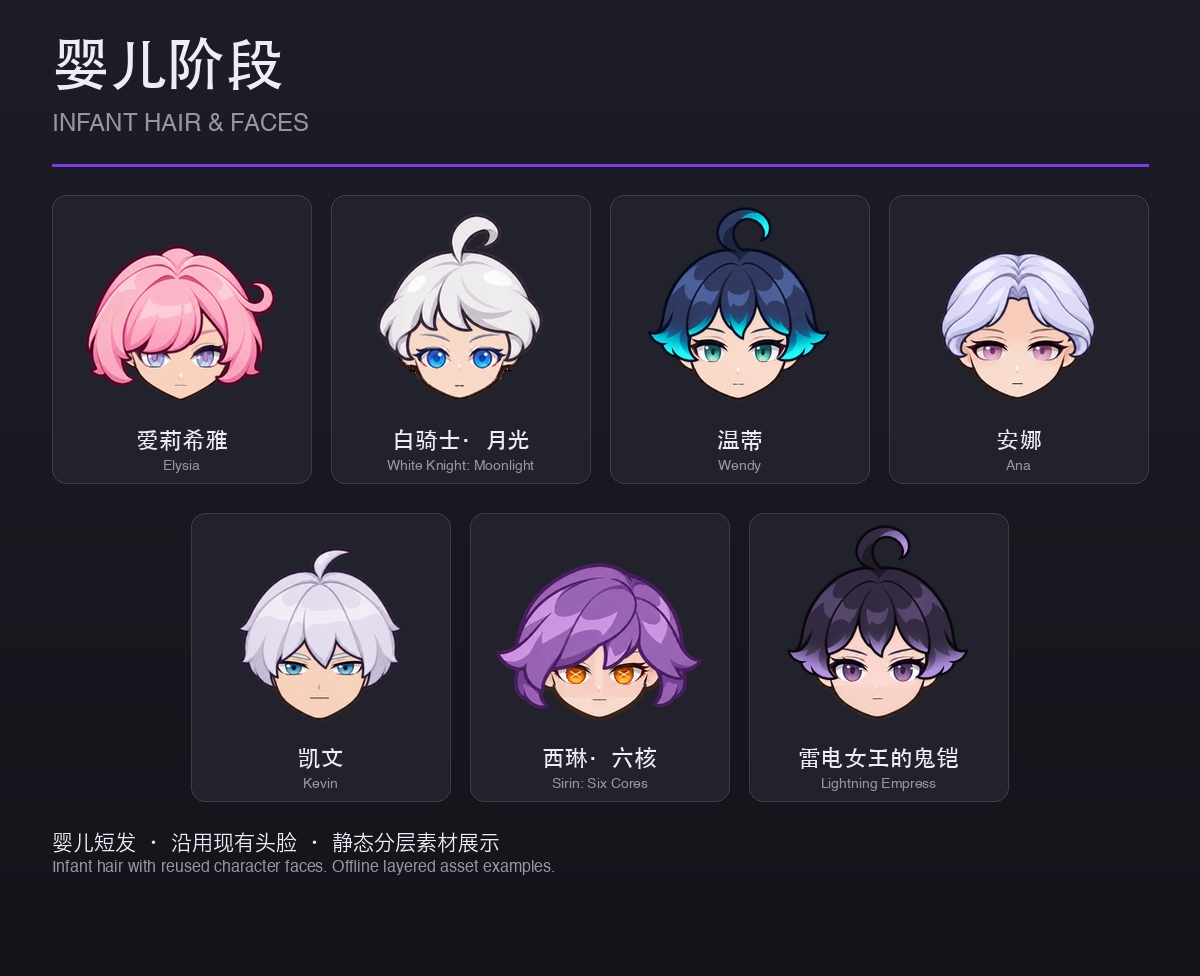 婴儿阶段
INFANT HAIR & FACES
爱莉希雅
Elysia
白骑士· 月光
White Knight: Moonlight
温蒂
Wendy
安娜
Ana
凯文
Kevin
西琳· 六核
Sirin: Six Cores
雷电女王的鬼铠
Lightning Empress
婴儿短发 · 沿用现有头脸 · 静态分层素材展示
Infant hair with reused character faces. Offline layered asset examples.